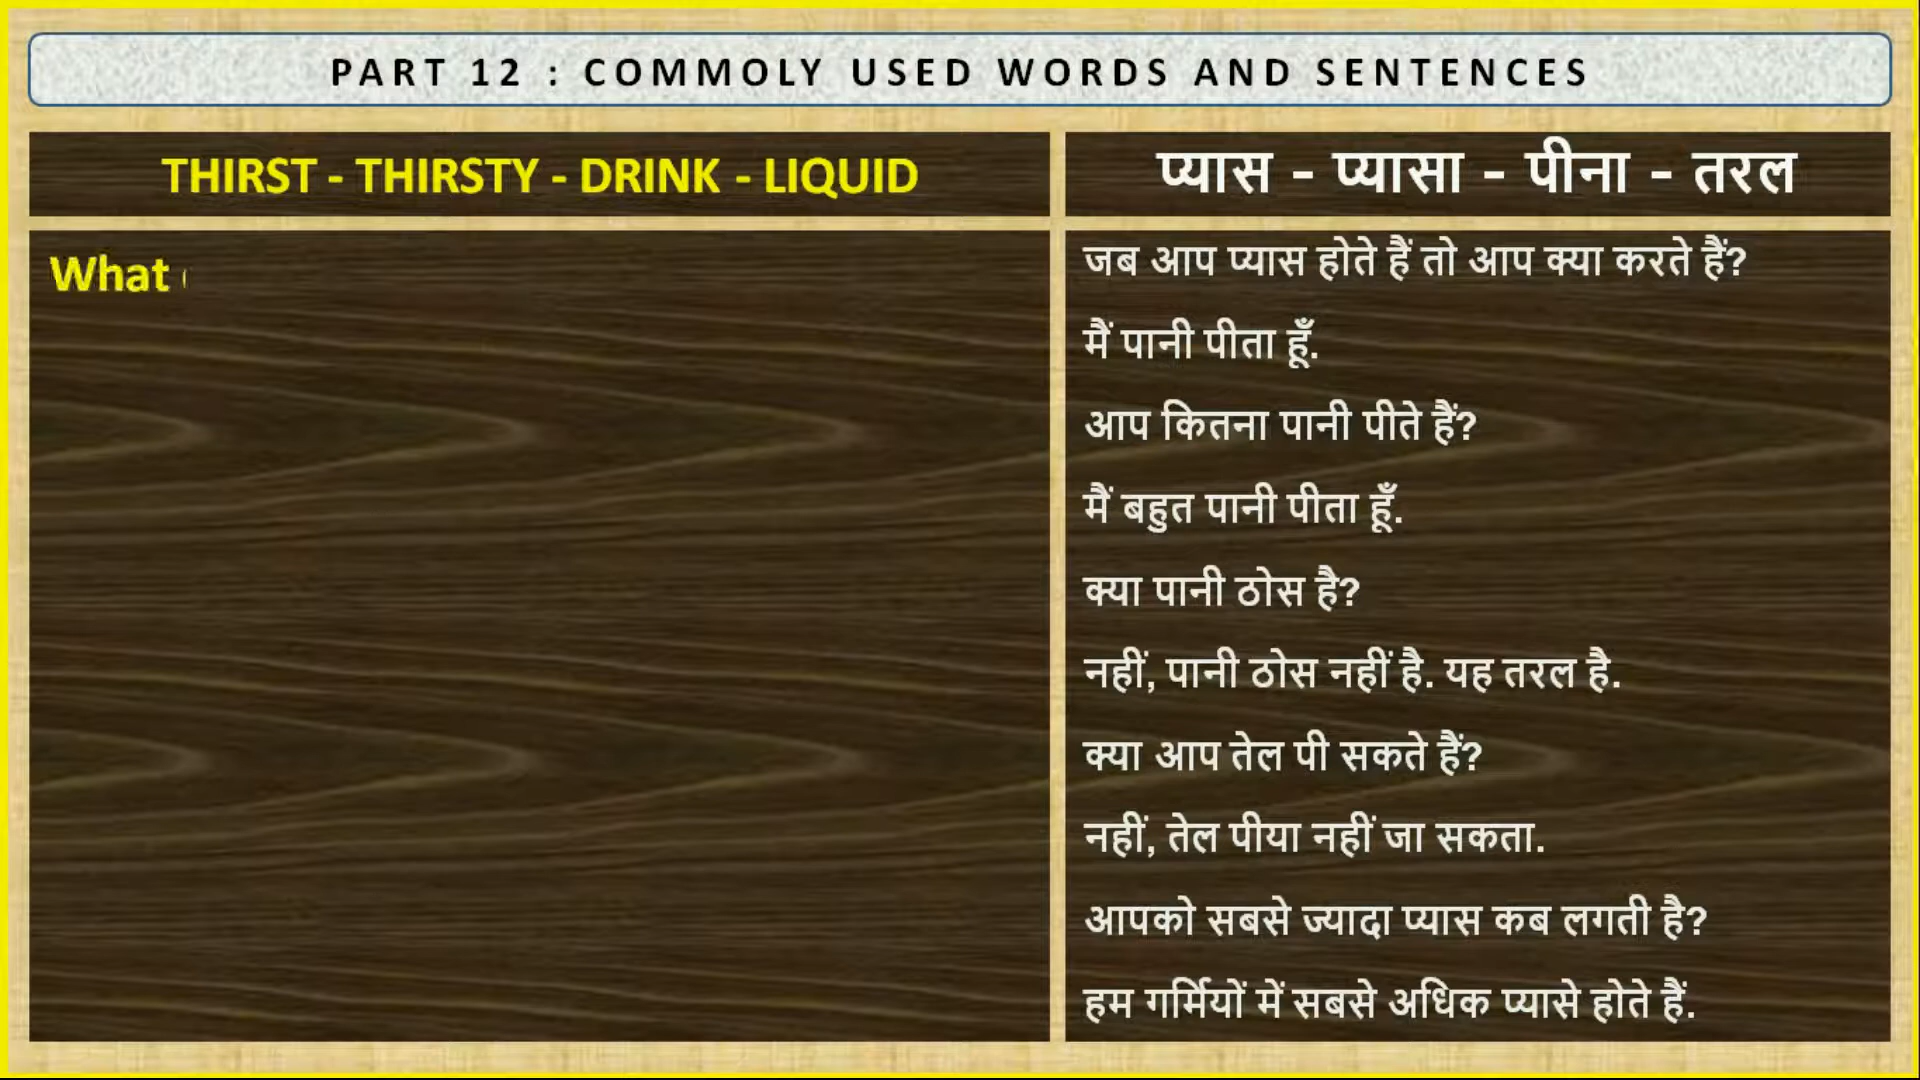 PART 12 : COMMOLY USED WORDS AND SENTENCES
THIRST - THIRSTY - DRINK - LIQUID
प्यास - प्यासा - पीना - तरल
What
जब आप प्यास होते हैं तो आप क्या करते हैं?
मैं पानी पीता हूँ.
आप कितना पानी पीते हैं?
मैं बहुत पानी पीता हूँ.
क्या पानी ठोस है?
नहीं, पानी ठोस नहीं है. यह तरल है.
क्या आप तेल पी सकते हैं?
नहीं, तेल पीया नहीं जा सकता.
आपको सबसे ज्यादा प्यास कब लगती है?
हम गर्मियों में सबसे अधिक प्यासे होते हैं.